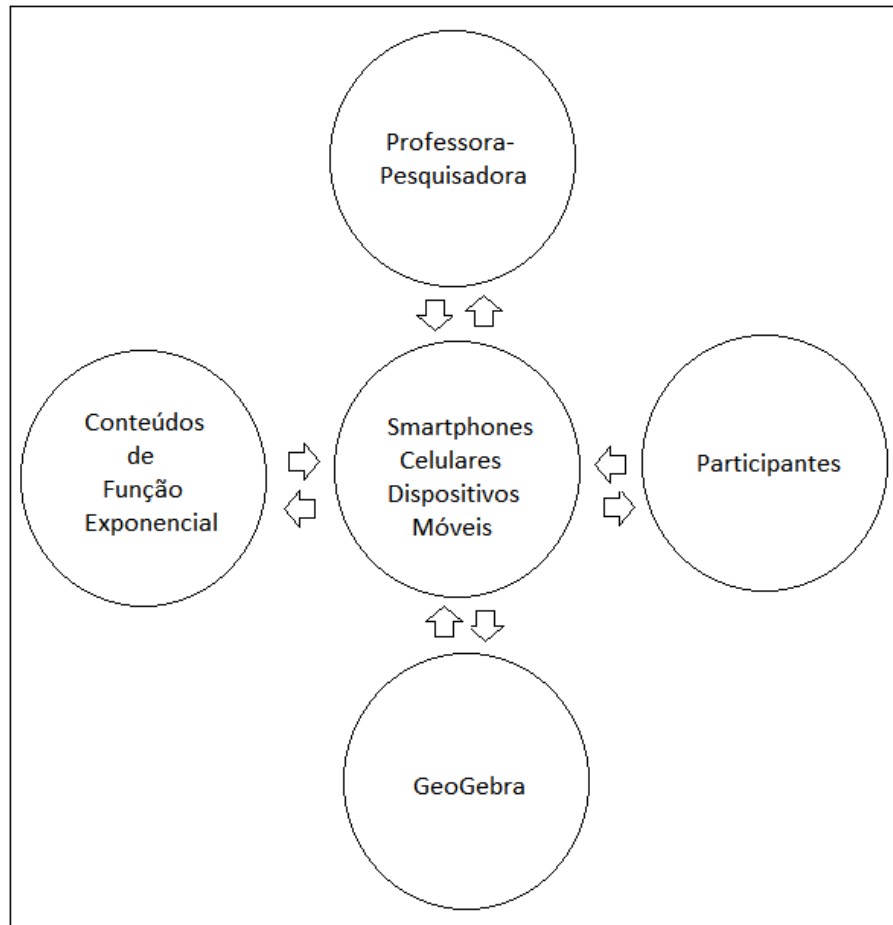 Professora-
Pesquisadora
Conteúdos
de
Função
Exponencial
Smartphones
Celulares
Dispositivos
Móveis
Participantes
GeoGebra